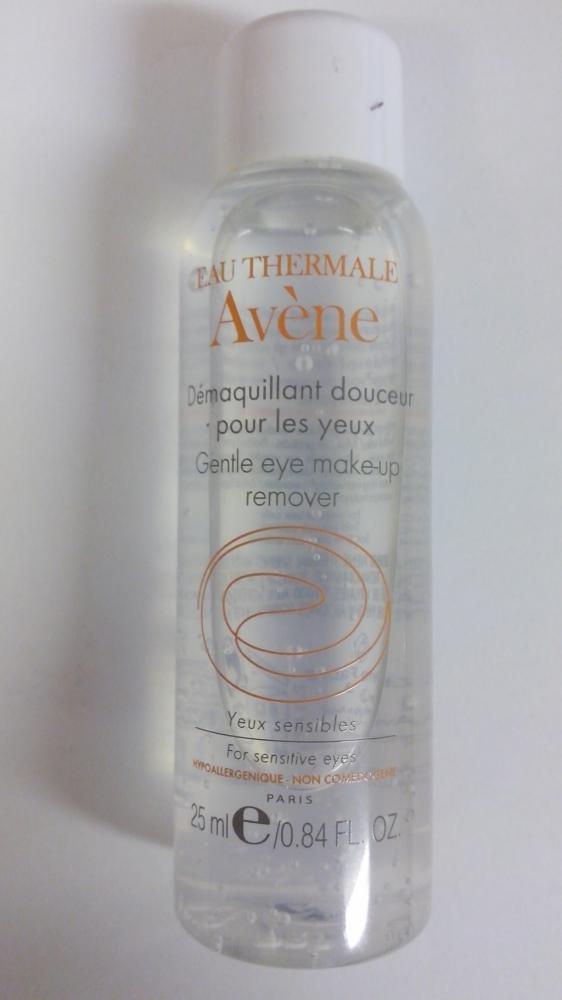 EAU THERMALE
Avène
Démaquillant douceur
pour les yeux
Gentle eye make-up
remover
Yeux sensibles
For sensitive eyes
HYPOALLERGENIQUE - NON COMEDOGENE
PARIS
25 ml e/0.84 FL. OZ.